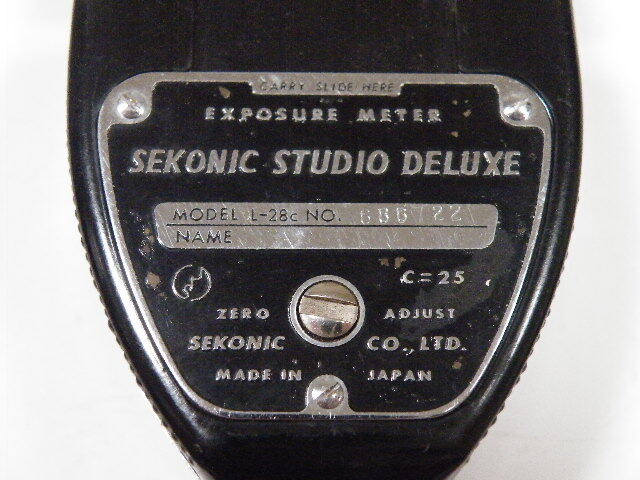 CARRY SLIDE HERE
EXPOSURE METER
SEKONIC STUDIO DELUXE
MODEL L-28c NO.
NAME
C=25
ZERO ADJUST
SEKONIC CO., LTD.
MADE IN JAPAN